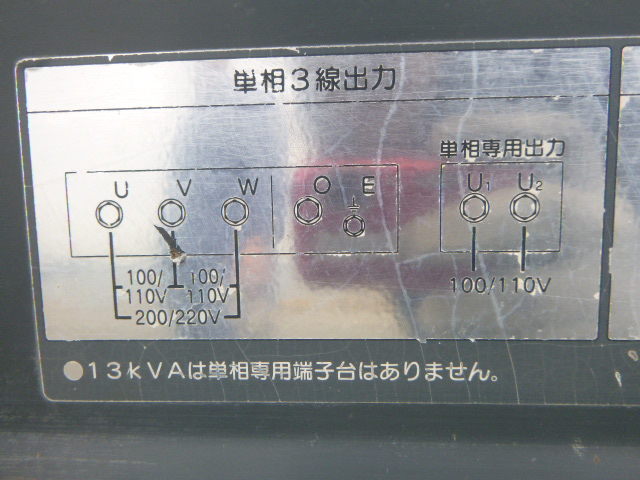 単相3線出力
単相専用出力
U V W O E
U₁ U₂
100/ 100/
110V 110V
200/220V
100/110V
●13kVAは単相専用端子台はありません。